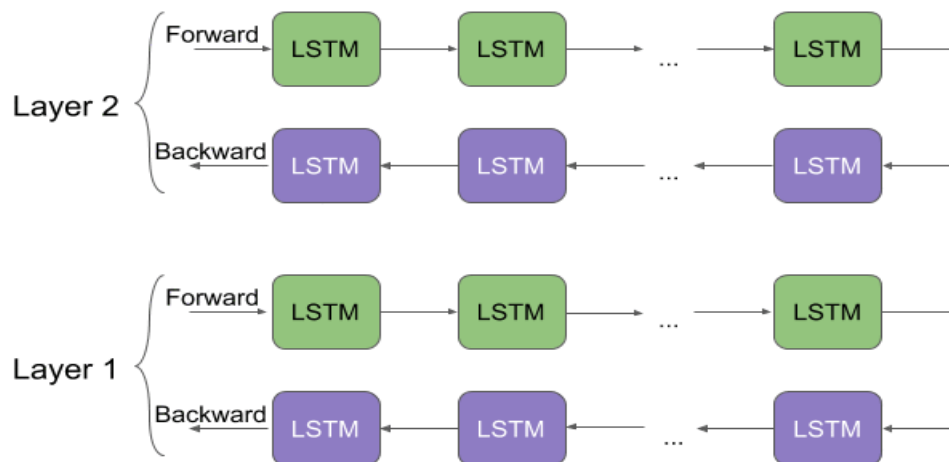 Forward LSTM LSTM ... LSTM
Layer 2
Backward LSTM LSTM ... LSTM
Forward LSTM LSTM ... LSTM
Layer 1
Backward LSTM LSTM ... LSTM